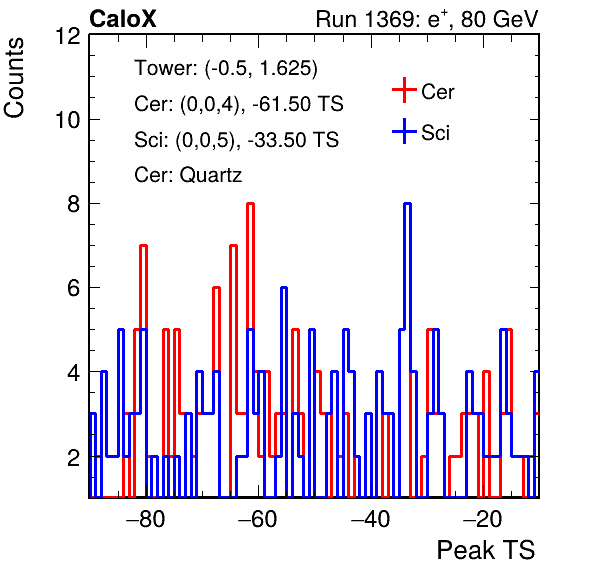 CaloX
Run 1369: e+, 80 GeV
Counts
12
10
8
6
4
2
Tower: (-0.5, 1.625)
Cer: (0,0,4), -61.50 TS
Sci: (0,0,5), -33.50 TS
Cer: Quartz
Cer
Sci
−80
−60
−40
−20
Peak TS